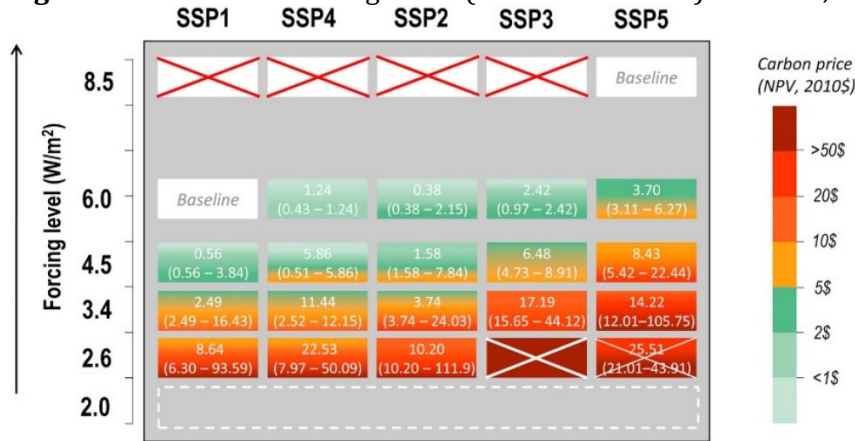 SSP1 SSP4 SSP2 SSP3 SSP5
Forcing level (W/m²)
8.5
Baseline
6.0
Baseline
1.24
(0.43 – 1.24)
0.38
(0.38 – 2.15)
2.42
(0.97 – 2.42)
3.70
(3.11 – 6.27)
4.5
0.56
(0.56 – 3.84)
5.86
(0.51 – 5.86)
1.58
(1.58 – 7.84)
6.48
(4.73 – 8.91)
8.43
(5.42 – 22.44)
3.4
2.49
(2.49 – 16.43)
11.44
(2.52 – 12.15)
3.74
(3.74 – 24.03)
17.19
(15.65 – 44.12)
14.22
(12.01–105.75)
2.6
8.64
(6.30 – 93.59)
22.53
(7.97 – 50.09)
10.20
(10.20 – 111.9)
25.51
(21.01–43.91)
2.0
Carbon price
(NPV, 2010$)
>50$
20$
10$
5$
2$
<1$